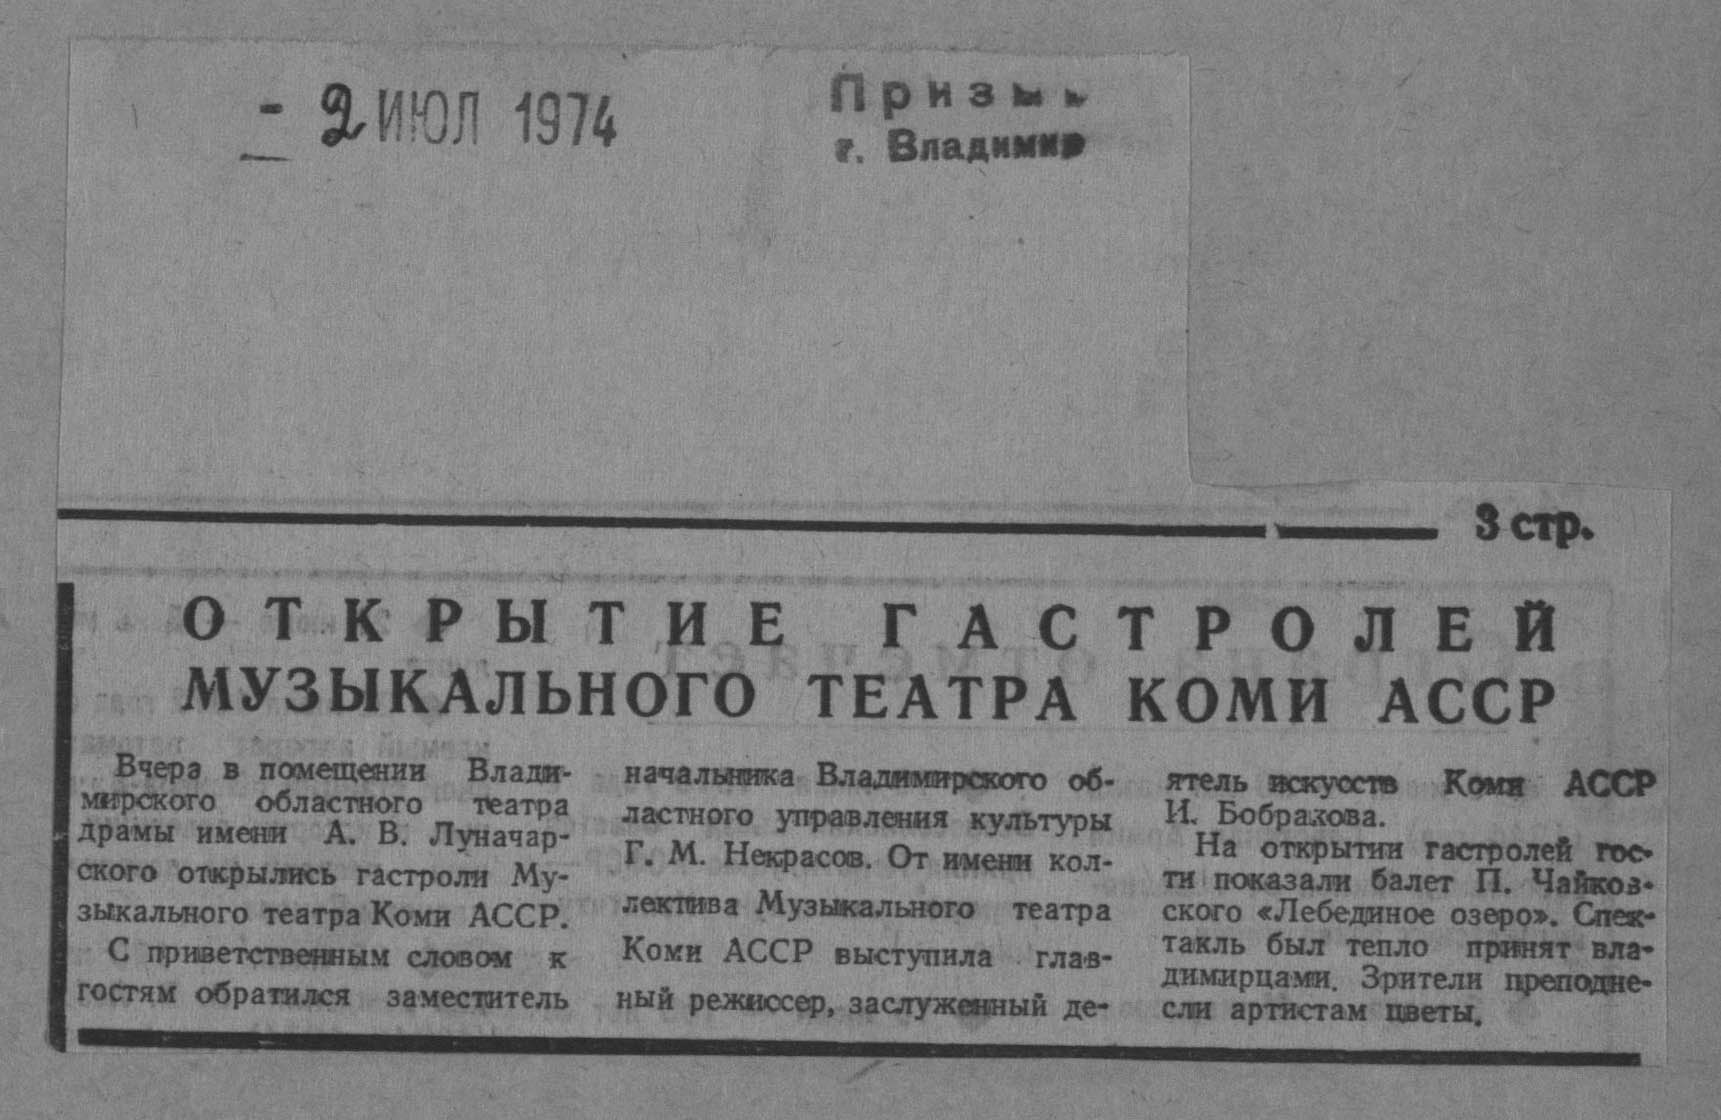 - 2 ИЮЛ 1974
Призыв
г. Владимир
3 стр.
ОТКРЫТИЕ ГАСТРОЛЕЙ
МУЗЫКАЛЬНОГО ТЕАТРА КОМИ АССР
Вчера в помещении Влади-
мирского областного театра
драмы имени А. В. Луначар-
ского открылись гастроли Му-
зыкального театра Коми АССР.
С приветственным словом к
гостям обратился заместитель
начальника Владимирского об-
ластного управления культуры
Г. М. Некрасов. От имени кол-
лектива Музыкального театра
Коми АССР выступила глав-
ный режиссер, заслуженный де-
ятель искусств Коми АССР
И. Бобракова.
На открытии гастролей гос-
ти показали балет П. Чайков-
ского «Лебединое озеро». Спек-
такль был тепло принят вла-
димирцами. Зрители преподне-
сли артистам цветы.